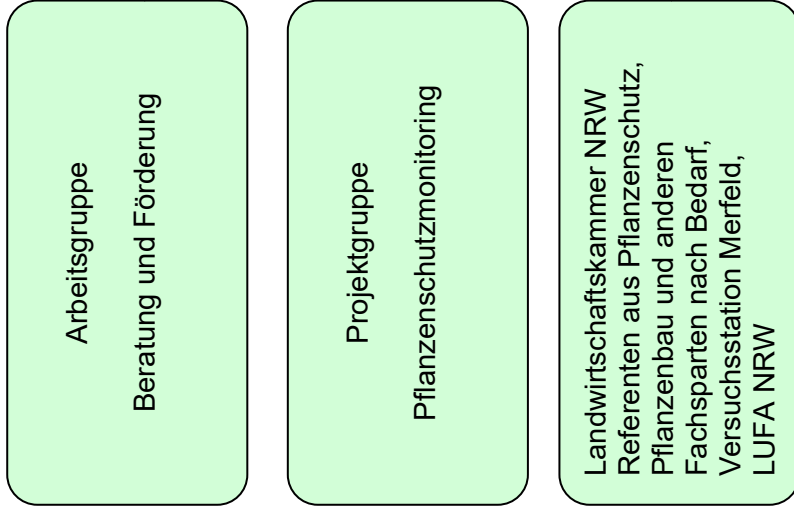 Arbeitsgruppe
Beratung und Förderung
Projektgruppe
Pflanzenschutzmonitoring
Landwirtschaftskammer NRW
Referenten aus Pflanzenschutz,
Pflanzenbau und anderen
Fachsparten nach Bedarf,
Versuchsstation Merfeld,
LUFA NRW